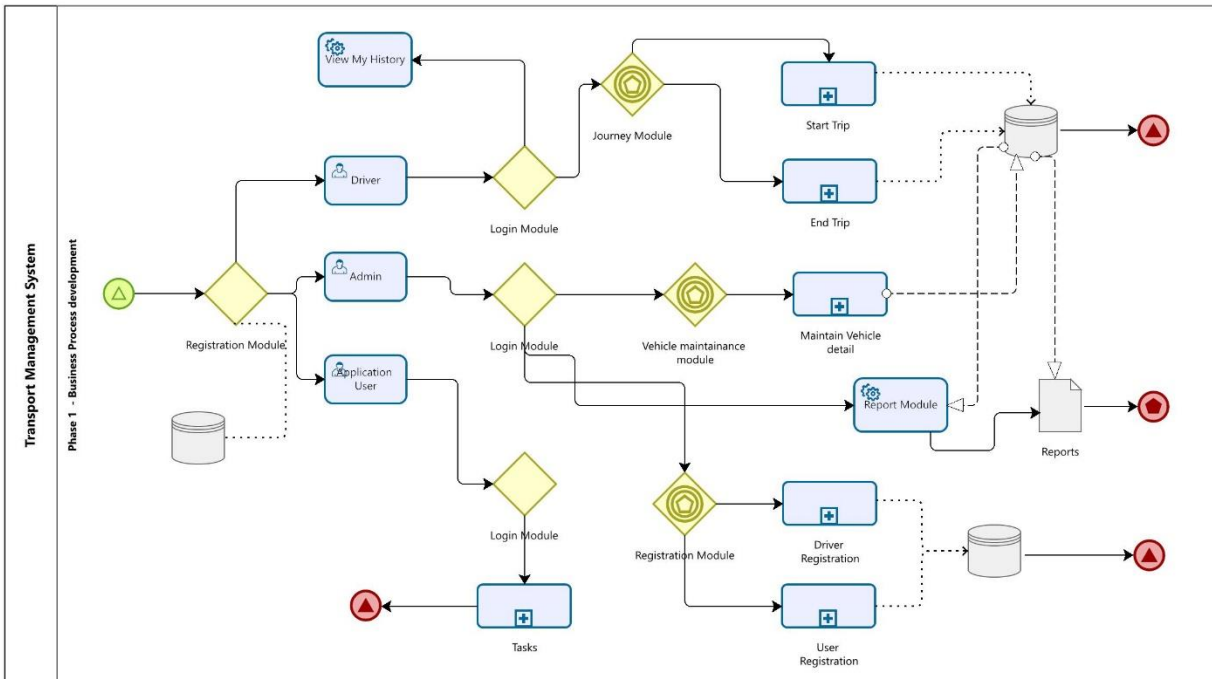 Transport Management System
Phase 1 - Business Process development
View My History
Journey Module
Start Trip
Driver
Login Module
End Trip
Admin
Registration Module
Login Module
Vehicle maintainance
module
Maintain Vehicle
detail
Application
User
Report Module
Reports
Login Module
Registration Module
Driver
Registration
Tasks
User
Registration